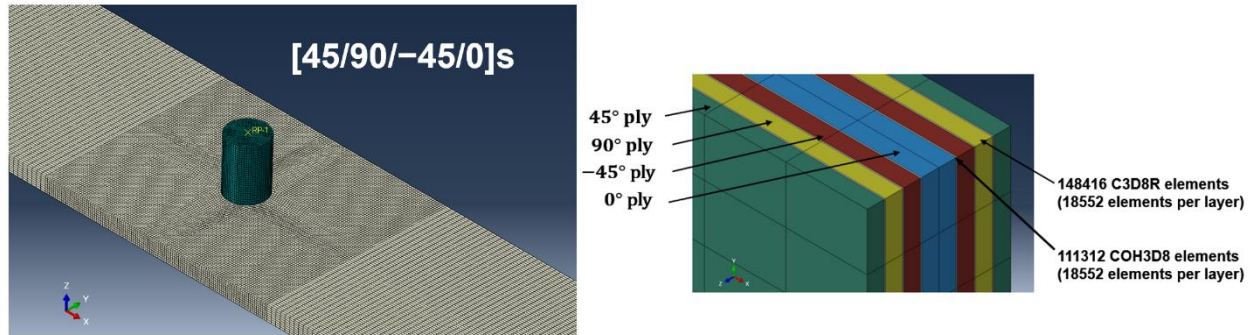 [45/90/−45/0]s
RP-1
Z
Y
X
45° ply
90° ply
−45° ply
0° ply
148416 C3D8R elements
(18552 elements per layer)
111312 COH3D8 elements
(18552 elements per layer)
Y
Z
X